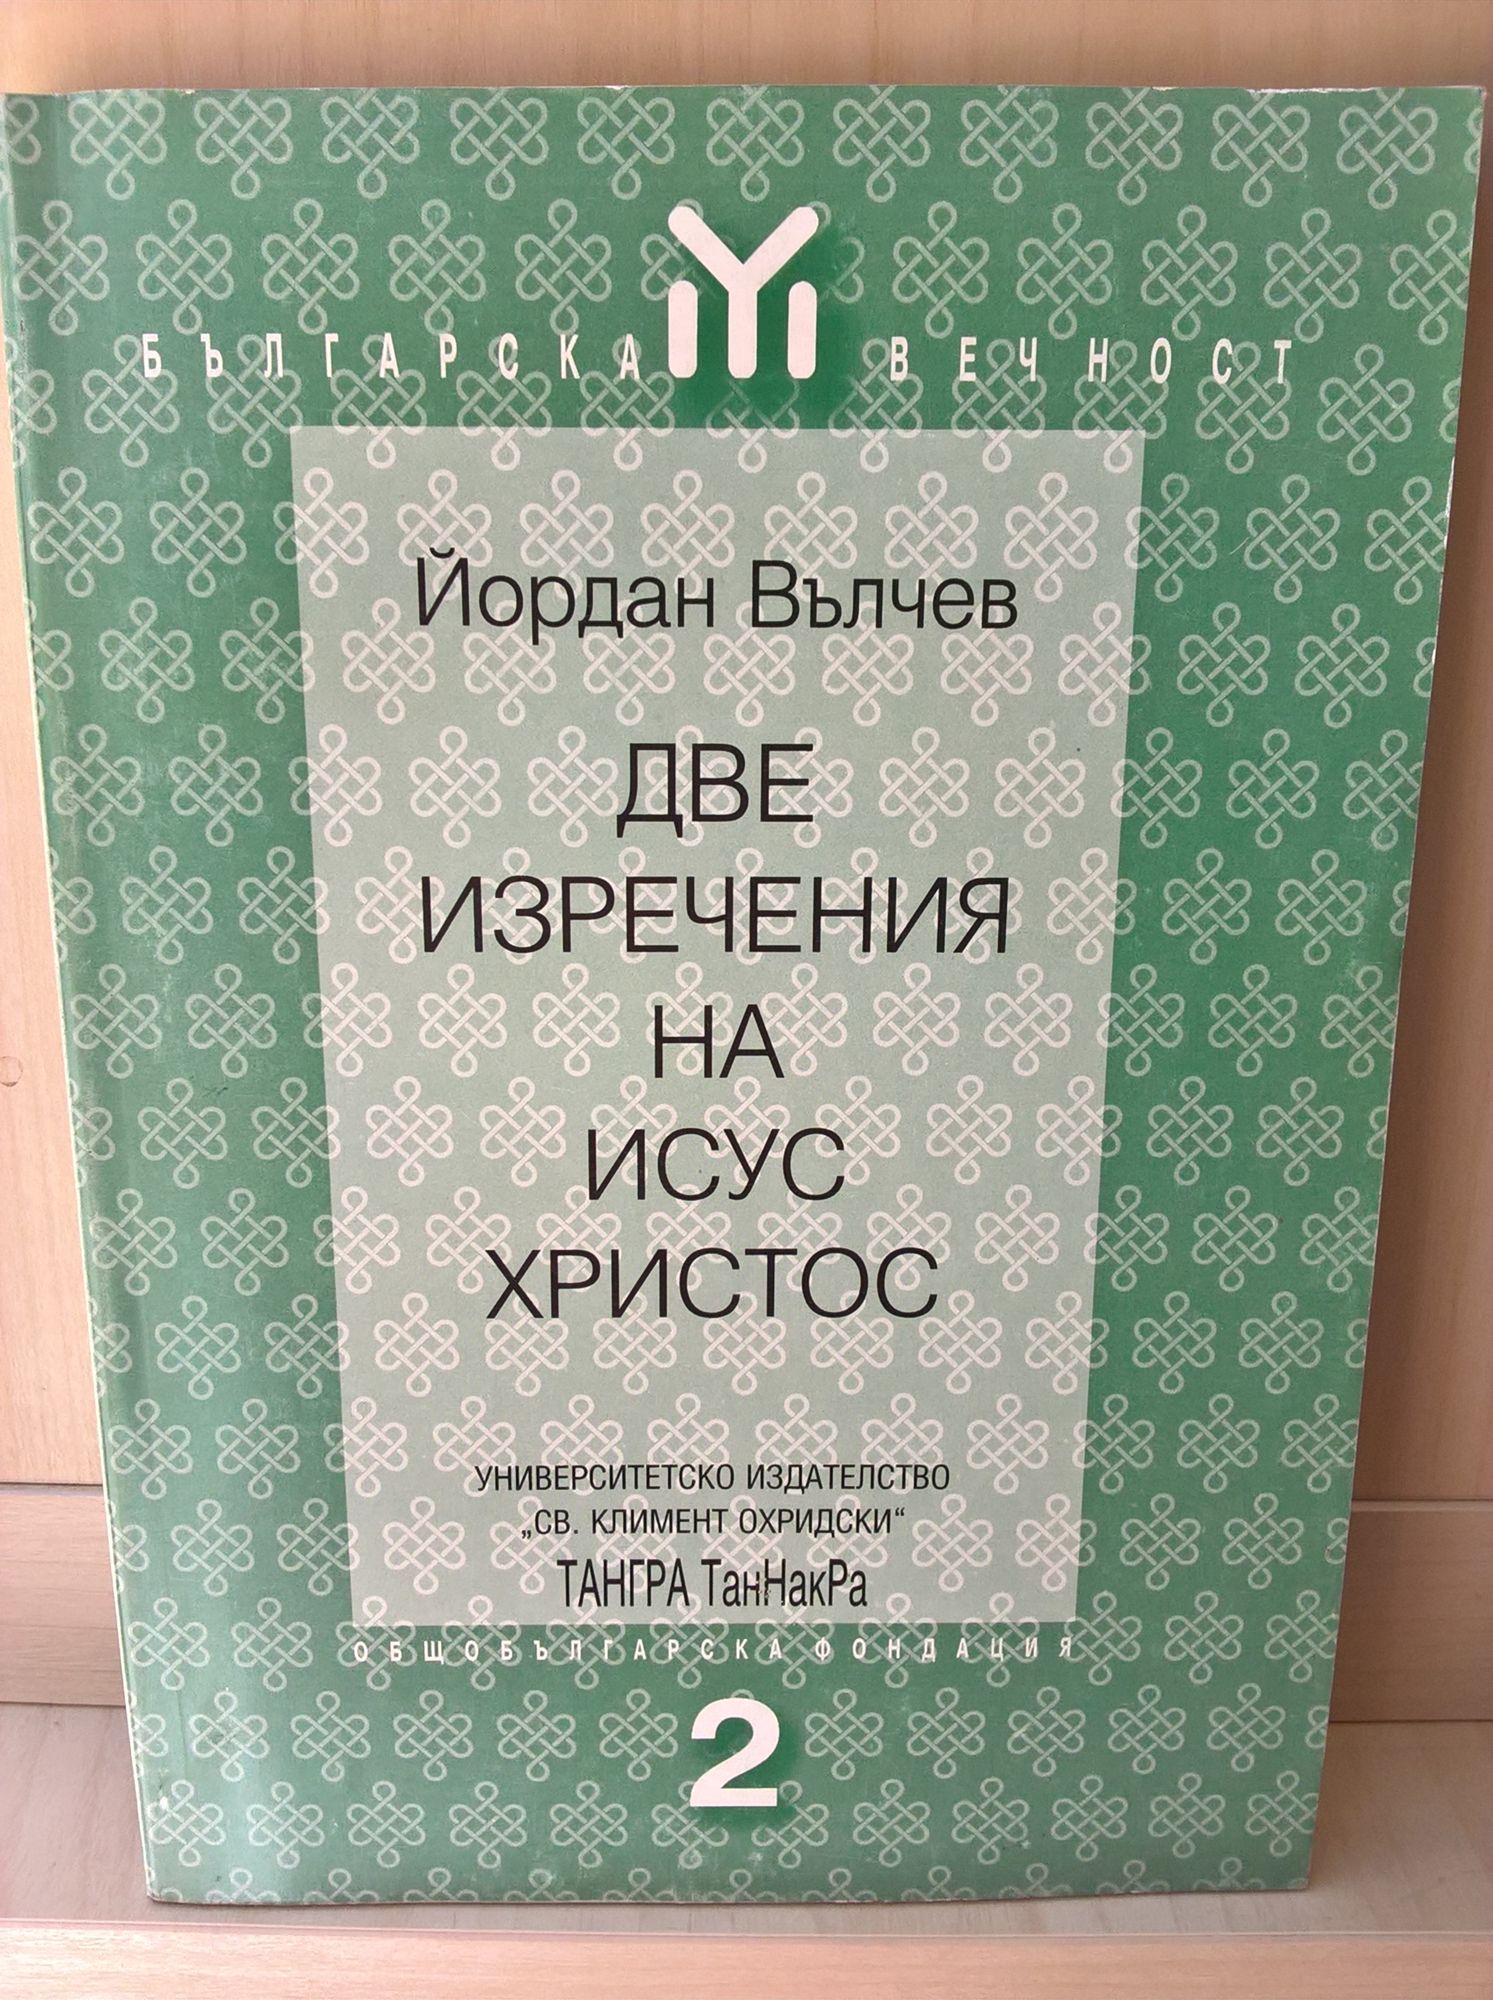 БЪЛГАРСКА ВЕЧНОСТ
Йордан Вълчев
ДВЕ
ИЗРЕЧЕНИЯ
НА
ИСУС
ХРИСТОС
УНИВЕРСИТЕТСКО ИЗДАТЕЛСТВО
„СВ. КЛИМЕНТ ОХРИДСКИ“
ТАНГРА ТанНакРа
ОБЩОБЪЛГАРСКА ФОНДАЦИЯ
2